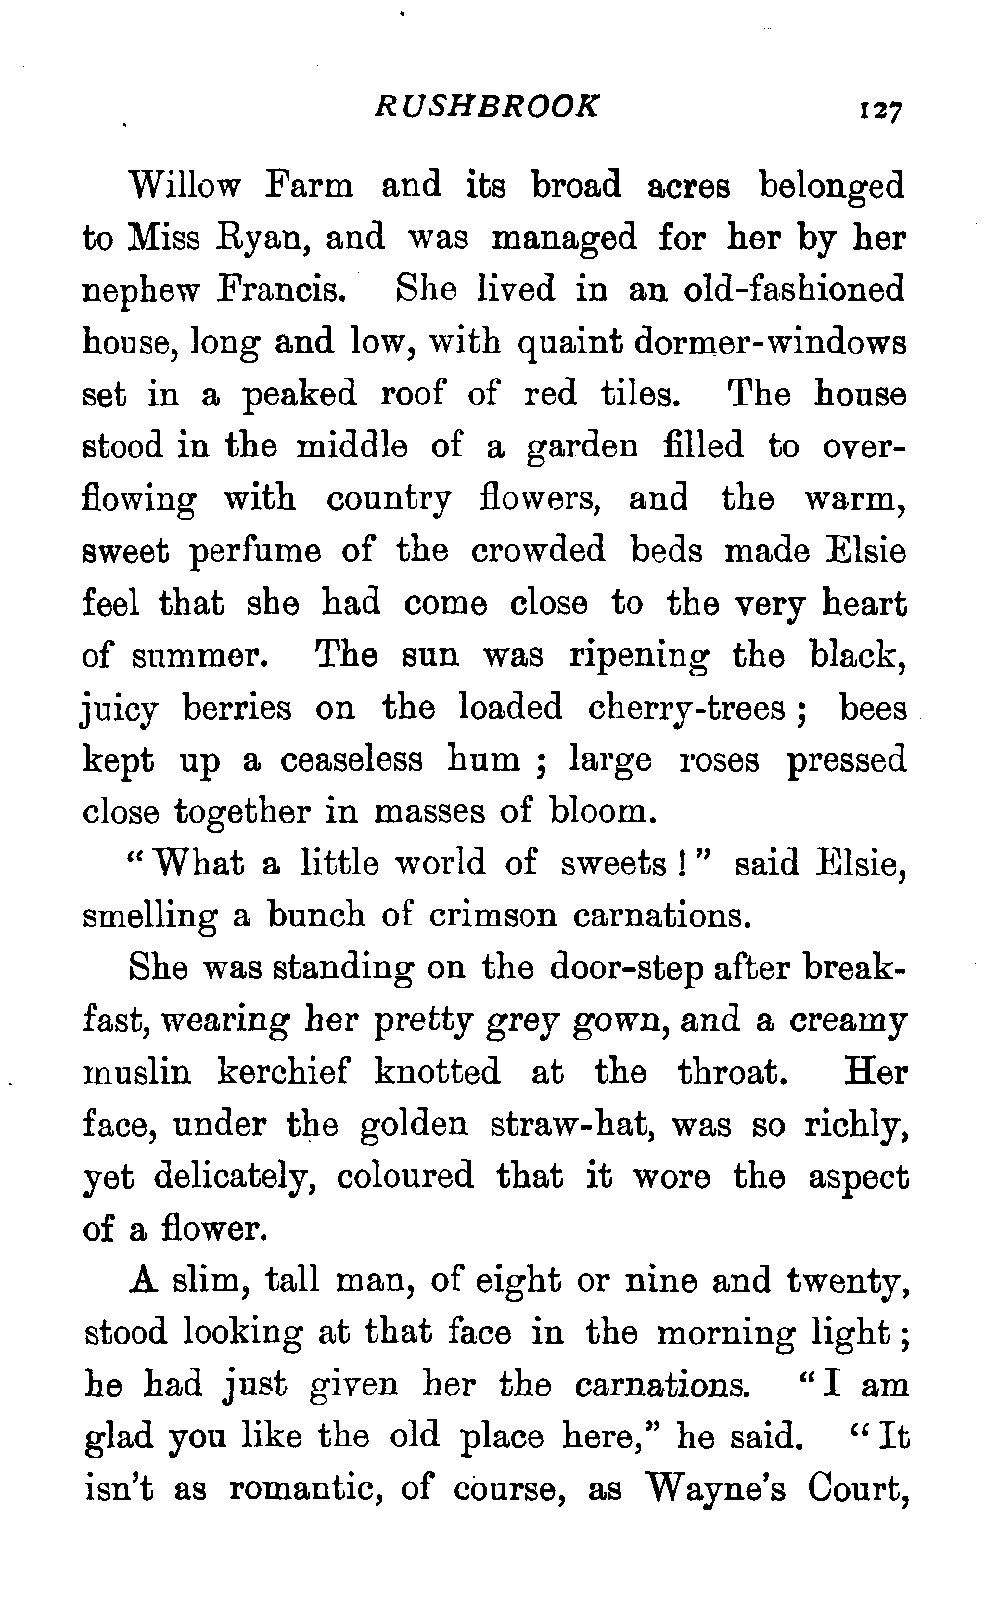 RUSHBROOK 127
Willow Farm and its broad acres belonged
to Miss Ryan, and was managed for her by her
nephew Francis. She lived in an old-fashioned
house, long and low, with quaint dormer-windows
set in a peaked roof of red tiles. The house
stood in the middle of a garden filled to over-
flowing with country flowers, and the warm,
sweet perfume of the crowded beds made Elsie
feel that she had come close to the very heart
of summer. The sun was ripening the black,
juicy berries on the loaded cherry-trees ; bees
kept up a ceaseless hum ; large roses pressed
close together in masses of bloom.
“ What a little world of sweets ! ” said Elsie,
smelling a bunch of crimson carnations.
She was standing on the door-step after break-
fast, wearing her pretty grey gown, and a creamy
muslin kerchief knotted at the throat. Her
face, under the golden straw-hat, was so richly,
yet delicately, coloured that it wore the aspect
of a flower.
A slim, tall man, of eight or nine and twenty,
stood looking at that face in the morning light ;
he had just given her the carnations. “ I am
glad you like the old place here,” he said. “ It
isn't as romantic, of course, as Wayne's Court,